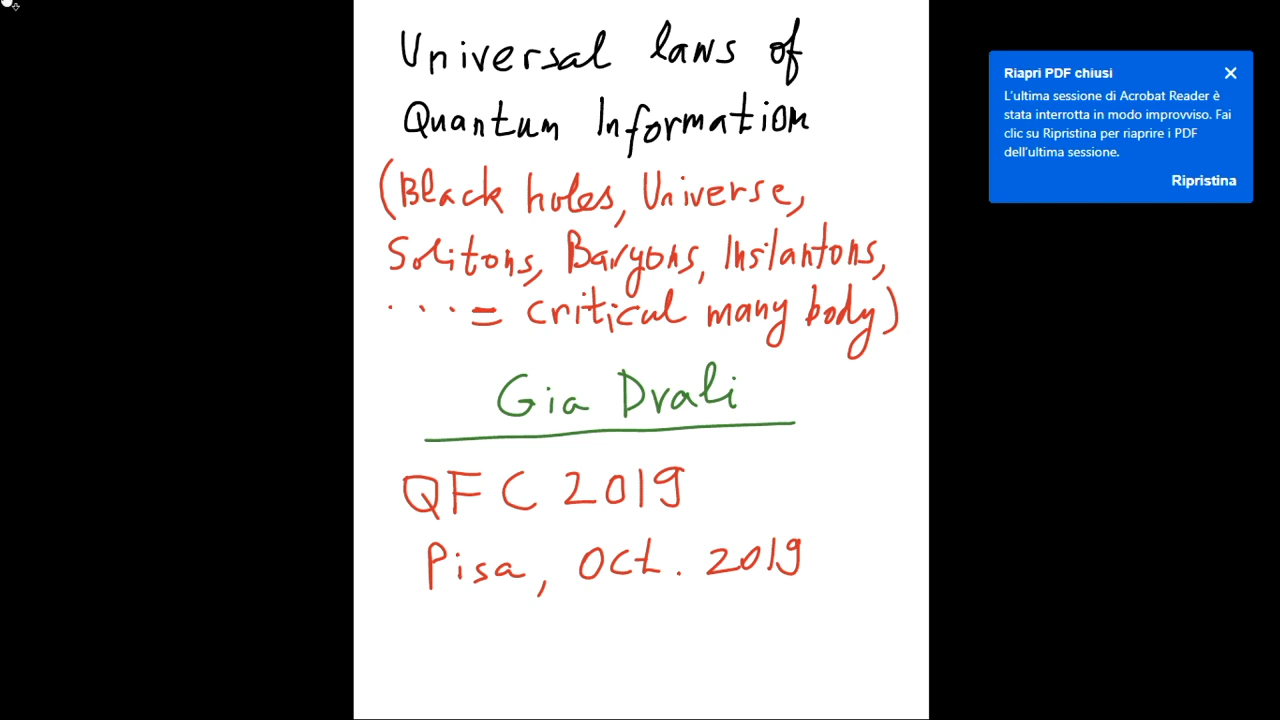 Universal laws of
Quantum Information
(Black holes, Universe,
Solitons, Baryons, Instantons,
... = critical many body)
Gia Dvali
QFC 2019
Pisa, Oct. 2019
Riapri PDF chiusi
L'ultima sessione di Acrobat Reader è
stata interrotta in modo improvviso. Fai
clic su Ripristina per riaprire i PDF
dell'ultima sessione.
Ripristina